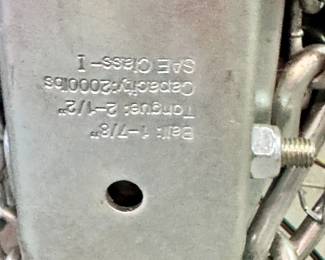 Ball: 1-7/8"
Tongue: 2-1/2"
Capacity:2000lbs
SAE Class-I